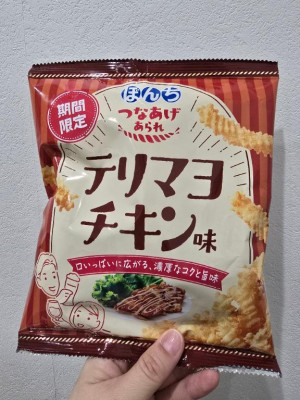 期間
限定
ぼんち
つなあげ
あられ
テリマヨ
チキン味
口いっぱいに広がる、濃厚なコクと旨味